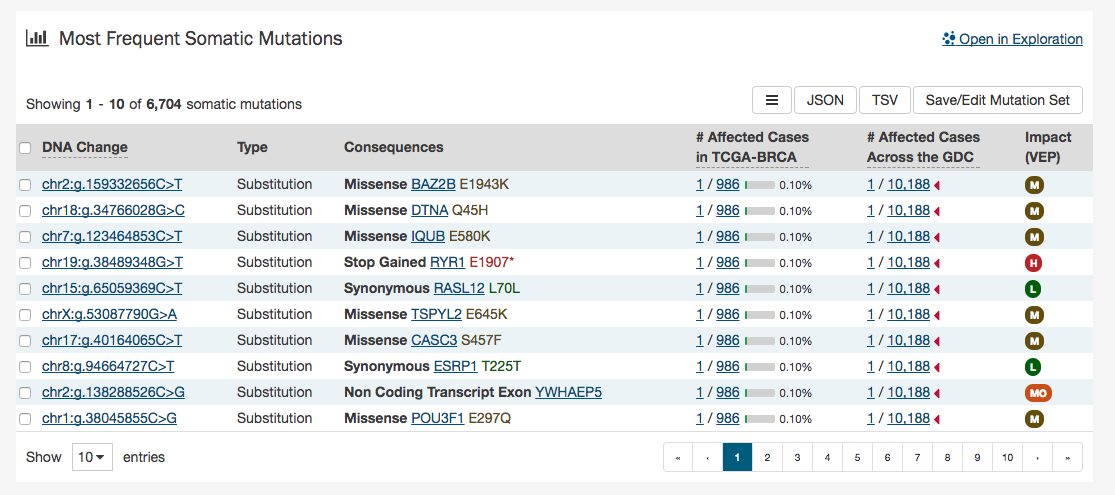 Most Frequent Somatic Mutations
Open in Exploration
Showing 1 - 10 of 6,704 somatic mutations
JSON TSV Save/Edit Mutation Set
DNA Change Type Consequences # Affected Cases in TCGA-BRCA # Affected Cases Across the GDC Impact (VEP)
chr2:g.159332656C>T Substitution Missense BAZ2B E1943K 1 / 986 0.10% 1 / 10,188 M
chr18:g.34766028G>C Substitution Missense DTNA Q45H 1 / 986 0.10% 1 / 10,188 M
chr7:g.123464853C>T Substitution Missense IQUB E580K 1 / 986 0.10% 1 / 10,188 M
chr19:g.38489348G>T Substitution Stop Gained RYR1 E1907* 1 / 986 0.10% 1 / 10,188 H
chr15:g.65059369C>T Substitution Synonymous RASL12 L70L 1 / 986 0.10% 1 / 10,188 L
chrX:g.53087790G>A Substitution Missense TSPYL2 E645K 1 / 986 0.10% 1 / 10,188 M
chr17:g.40164065C>T Substitution Missense CASC3 S457F 1 / 986 0.10% 1 / 10,188 M
chr8:g.94664727C>T Substitution Synonymous ESRP1 T225T 1 / 986 0.10% 1 / 10,188 L
chr2:g.138288526C>G Substitution Non Coding Transcript Exon YWHAEP5 1 / 986 0.10% 1 / 10,188 MO
chr1:g.38045855C>G Substitution Missense POU3F1 E297Q 1 / 986 0.10% 1 / 10,188 M
Show 10 entries « ‹ 1 2 3 4 5 6 7 8 9 10 › »